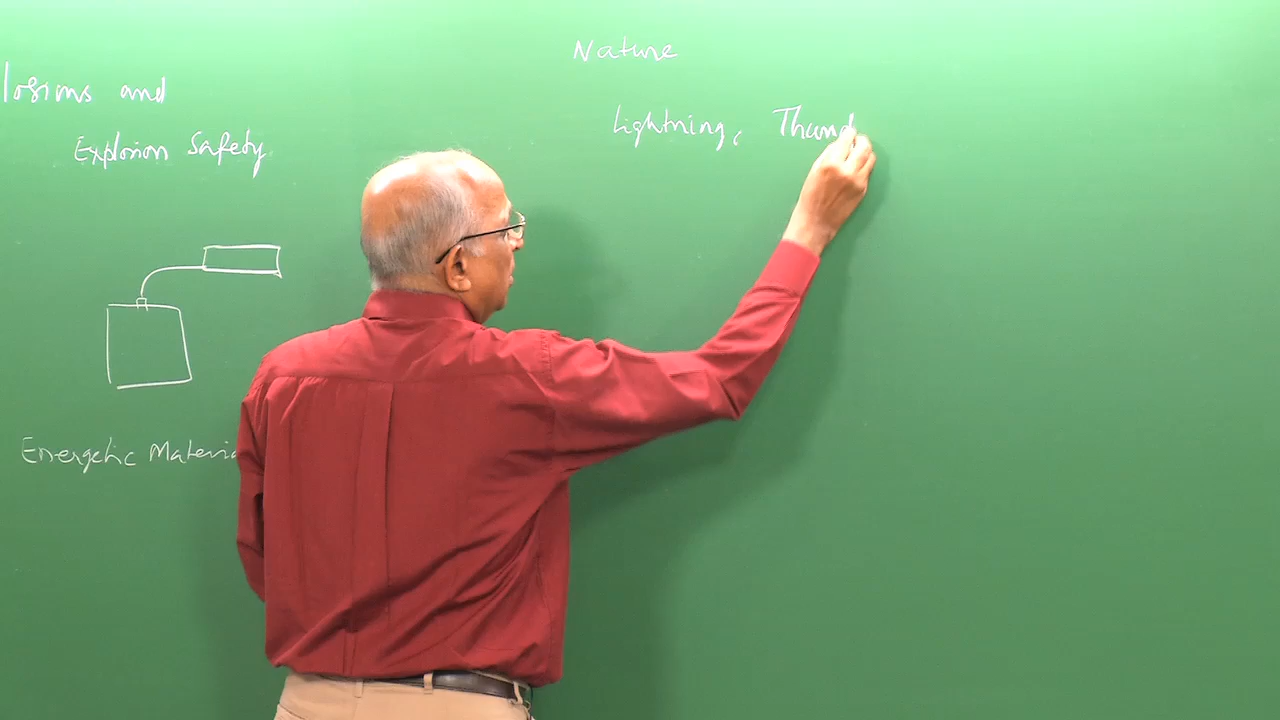 losions and
Explosion Safety
Energetic Materia
Nature
Lightning, Thund